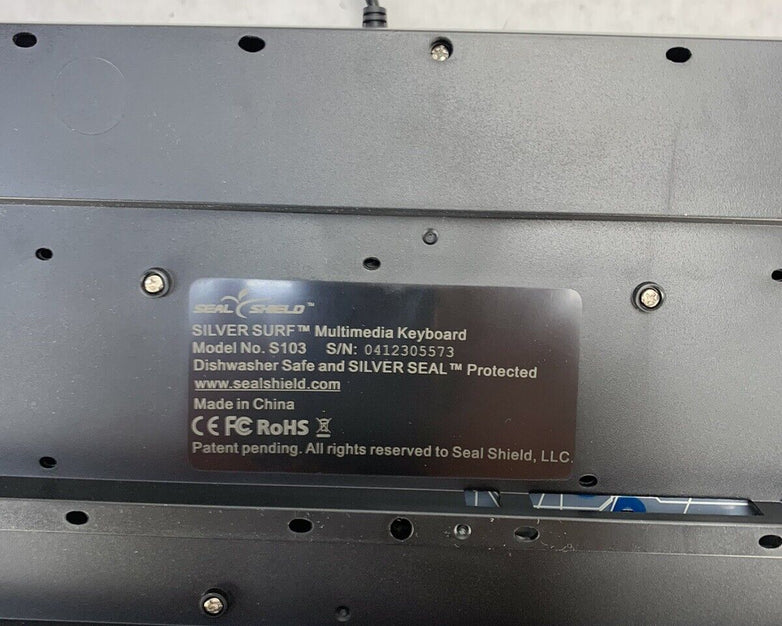 SEAL SHIELD™
SILVER SURF™ Multimedia Keyboard
Model No. S103 S/N: 0412305573
Dishwasher Safe and SILVER SEAL™ Protected
www.sealshield.com
Made in China
CE FC RoHS
Patent pending. All rights reserved to Seal Shield, LLC.